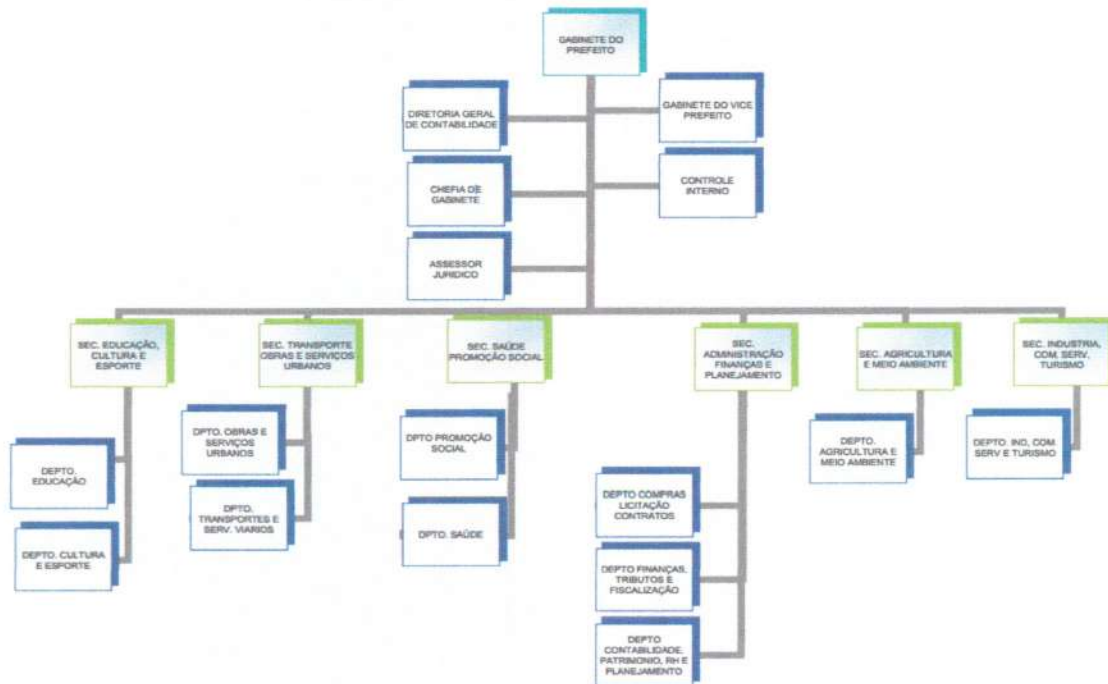 GABINETE DO
PREFEITO
DIRETORIA GERAL
DE CONTABILIDADE
GABINETE DO VICE
PREFEITO
CHEFIA DE
GABINETE
CONTROLE
INTERNO
ASSESSOR
JURIDICO
SEC. EDUCAÇÃO,
CULTURA E
ESPORTE
SEC. TRANSPORTE
OBRAS E SERVIÇOS
URBANOS
SEC. SAÚDE
PROMOÇÃO SOCIAL
SEC.
ADMINISTRAÇÃO
FINANÇAS E
PLANEJAMENTO
SEC. AGRICULTURA
E MEIO AMBIENTE
SEC. INDUSTRIA,
COM. SERV,
TURISMO
DEPTO.
EDUCAÇÃO
DEPTO. CULTURA
E ESPORTE
DPTO. OBRAS E
SERVIÇOS
URBANOS
DPTO.
TRANSPORTES E
SERV. VIARIOS
DPTO PROMOÇÃO
SOCIAL
DPTO. SAÚDE
DEPTO COMPRAS
LICITAÇÃO
CONTRATOS
DEPTO FINANÇAS,
TRIBUTOS E
FISCALIZAÇÃO
DEPTO
CONTABILIDADE,
PATRIMONIO, RH E
PLANEJAMENTO
DEPTO.
AGRICULTURA E
MEIO AMBIENTE
DEPTO. IND, COM.
SERV E TURISMO